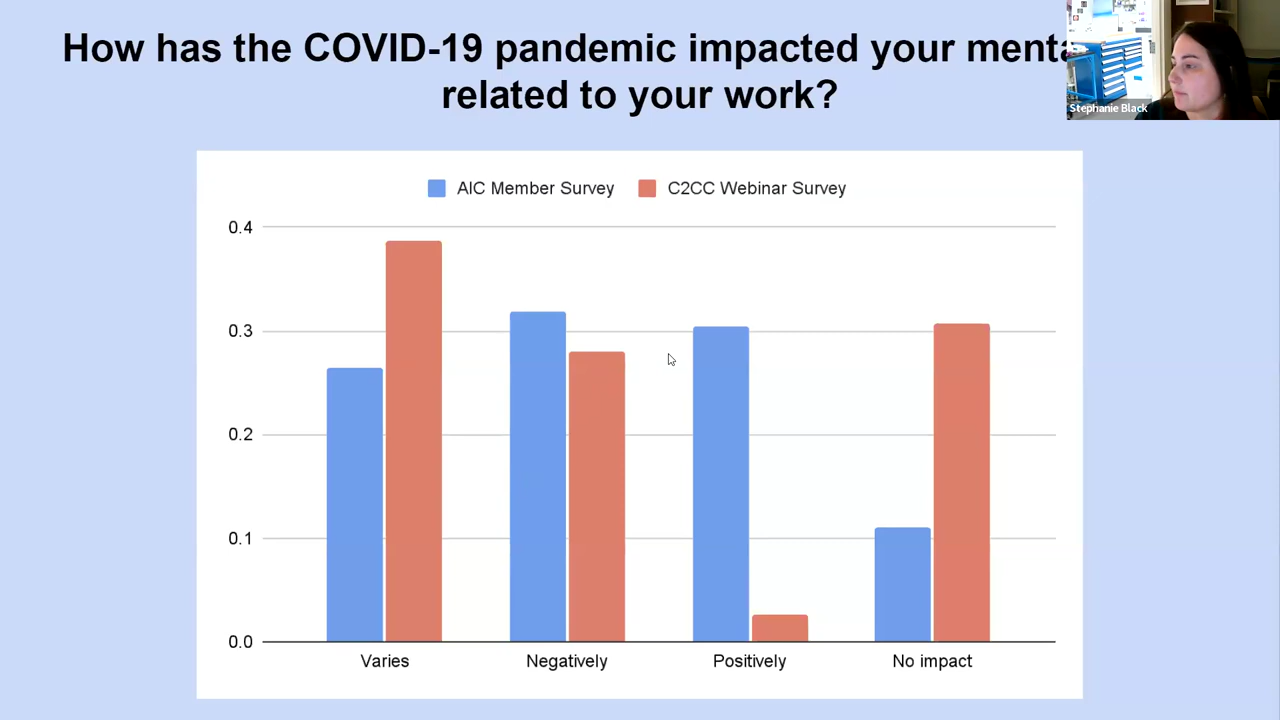 How has the COVID-19 pandemic impacted your
related to your work?
Stephanie Black
AIC Member Survey
C2CC Webinar Survey
0.4
0.3
0.2
0.1
0.0
Varies
Negatively
Positively
No impact